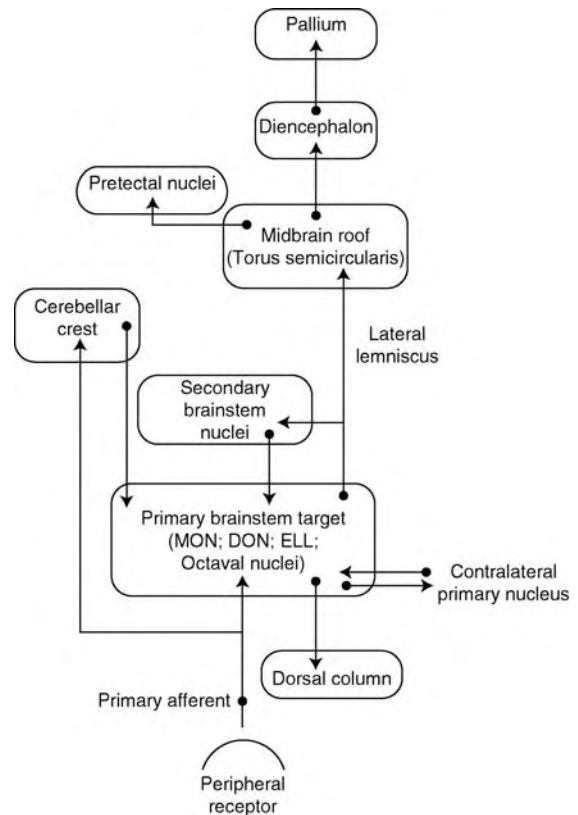 Pallium
Diencephalon
Pretectal nuclei
Midbrain roof
(Torus semicircularis)
Cerebellar
crest
Lateral
lemniscus
Secondary
brainstem
nuclei
Primary brainstem target
(MON; DON; ELL;
Octaval nuclei)
Contralateral
primary nucleus
Dorsal column
Primary afferent
Peripheral
receptor